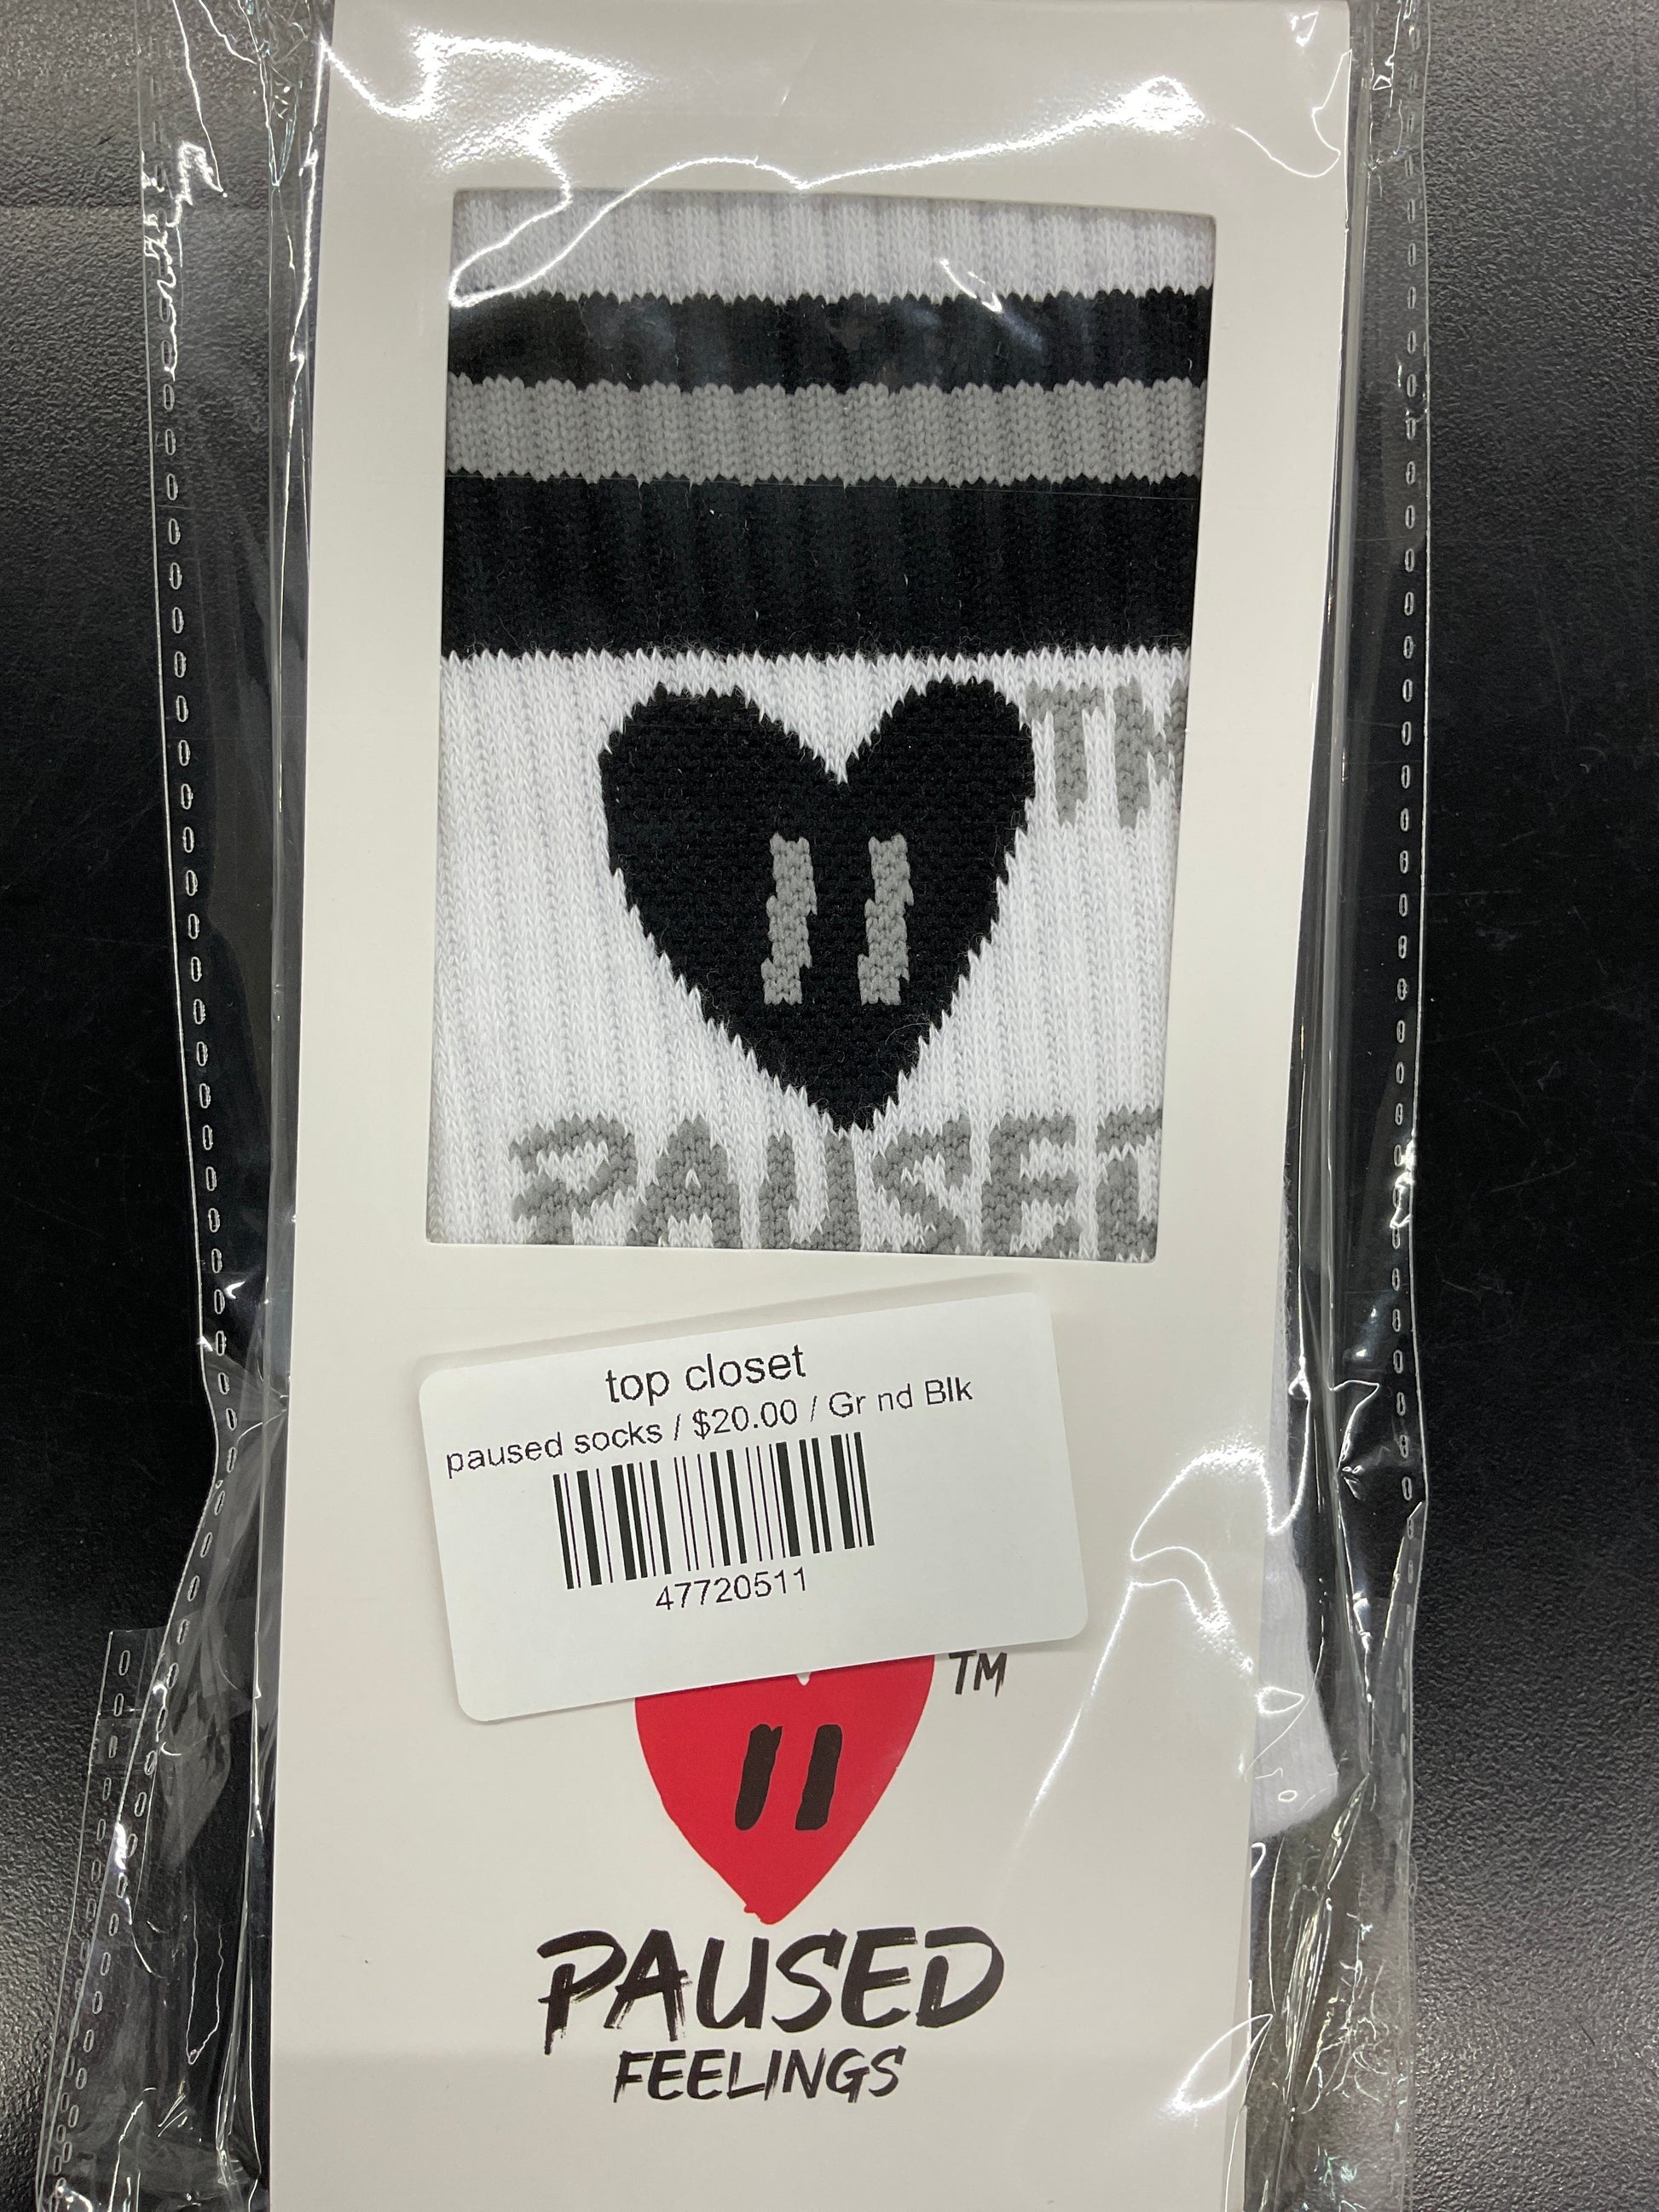 TM
PAUSED
top closet
paused socks / $20.00 / Gr nd Blk
47720511
TM
PAUSED
FEELINGS